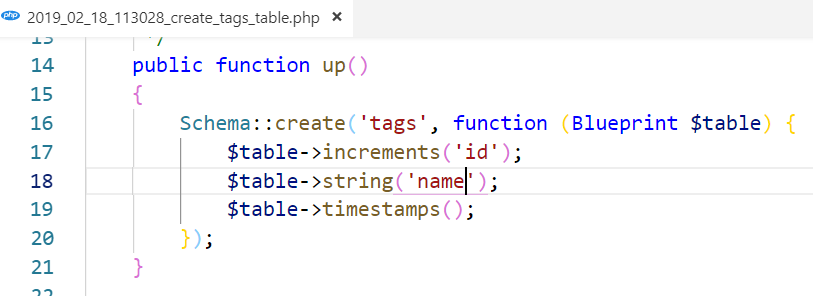 php 2019_02_18_113028_create_tags_table.php ×
13 */
14 public function up()
15 {
16 Schema::create('tags', function (Blueprint $table) {
17 $table->increments('id');
18 $table->string('name');
19 $table->timestamps();
20 });
21 }
22